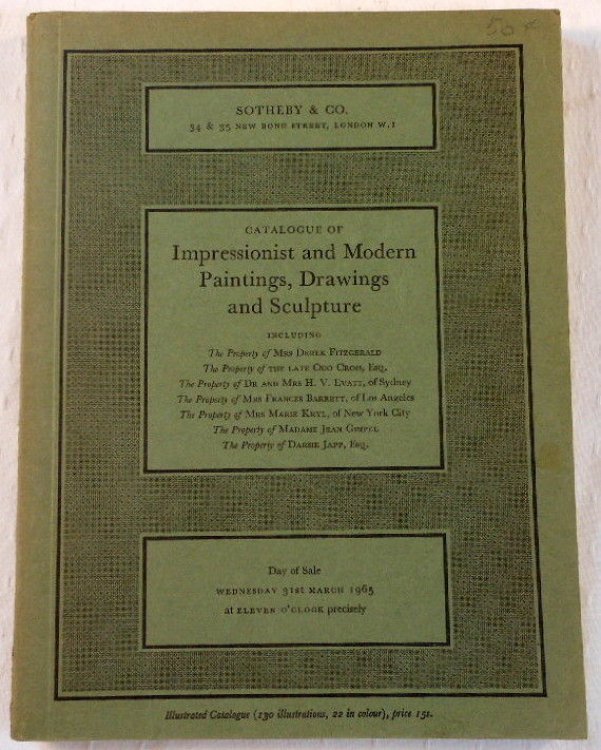 50¢
SOTHEBY & CO.
34 & 35 NEW BOND STREET, LONDON W.1
CATALOGUE OF
Impressionist and Modern
Paintings, Drawings
and Sculpture
INCLUDING
The Property of MRS DEREK FITZGERALD
The Property of THE LATE ODO CROSS, ESQ.
The Property of DR AND MRS H. V. EVATT, of Sydney
The Property of MRS FRANCES BARRETT, of Los Angeles
The Property of MRS MARIE KRYL, of New York City
The Property of MADAME JEAN GIMPEL
The Property of DARSIE JAPP, ESQ.
Day of Sale
WEDNESDAY 31ST MARCH 1965
at ELEVEN O'CLOCK precisely
Illustrated Catalogue (130 illustrations, 22 in colour), price 15s.